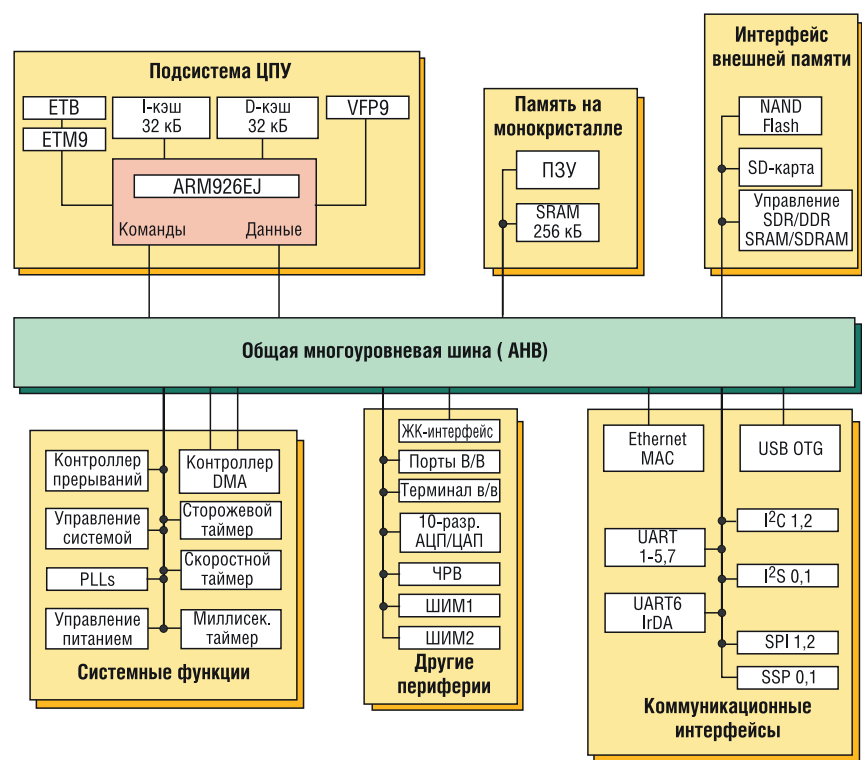 Подсистема ЦПУ
ETB
ETM9
I-кэш
32 кБ
D-кэш
32 кБ
VFP9
ARM926EJ
Команды
Данные
Память на
монокристалле
ПЗУ
SRAM
256 кБ
Интерфейс
внешней памяти
NAND
Flash
SD-карта
Управление
SDR/DDR
SRAM/SDRAM
Общая многоуровневая шина ( AHB)
Контроллер
прерываний
Контроллер
DMA
Управление
системой
Сторожевой
таймер
PLLs
Скоростной
таймер
Управление
питанием
Миллисек.
таймер
Системные функции
ЖК-интерфейс
Порты В/В
Терминал в/в
10-разр.
АЦП/ЦАП
ЧРВ
ШИМ1
ШИМ2
Другие
периферии
Ethernet
MAC
USB OTG
I²C 1,2
UART
1-5,7
I²S 0,1
UART6
IrDA
SPI 1,2
SSP 0,1
Коммуникационные
интерфейсы